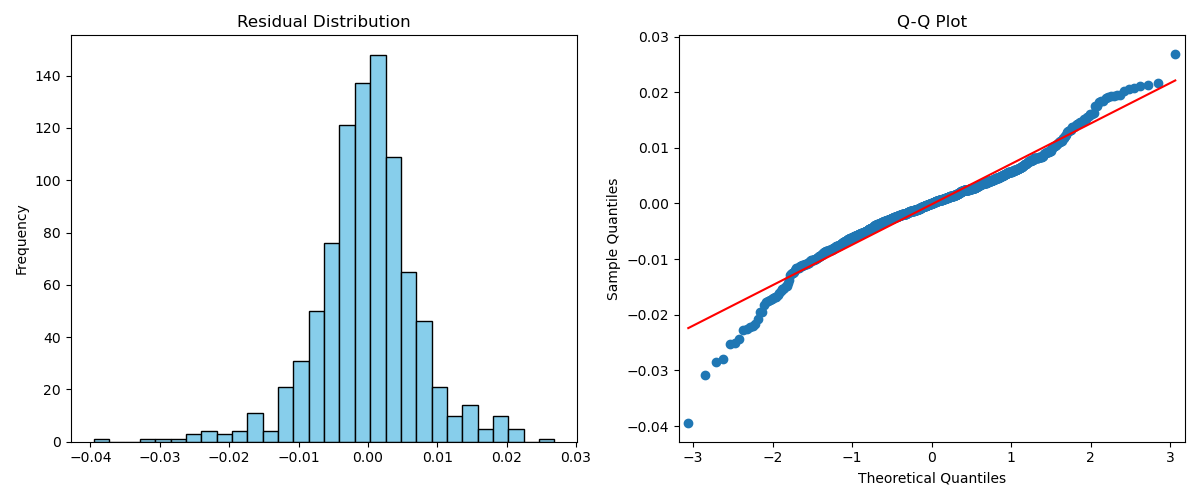 Residual Distribution
Frequency
140
120
100
80
60
40
20
0
−0.04 −0.03 −0.02 −0.01 0.00 0.01 0.02 0.03
Q-Q Plot
Sample Quantiles
0.03
0.02
0.01
0.00
−0.01
−0.02
−0.03
−0.04
−3 −2 −1 0 1 2 3
Theoretical Quantiles